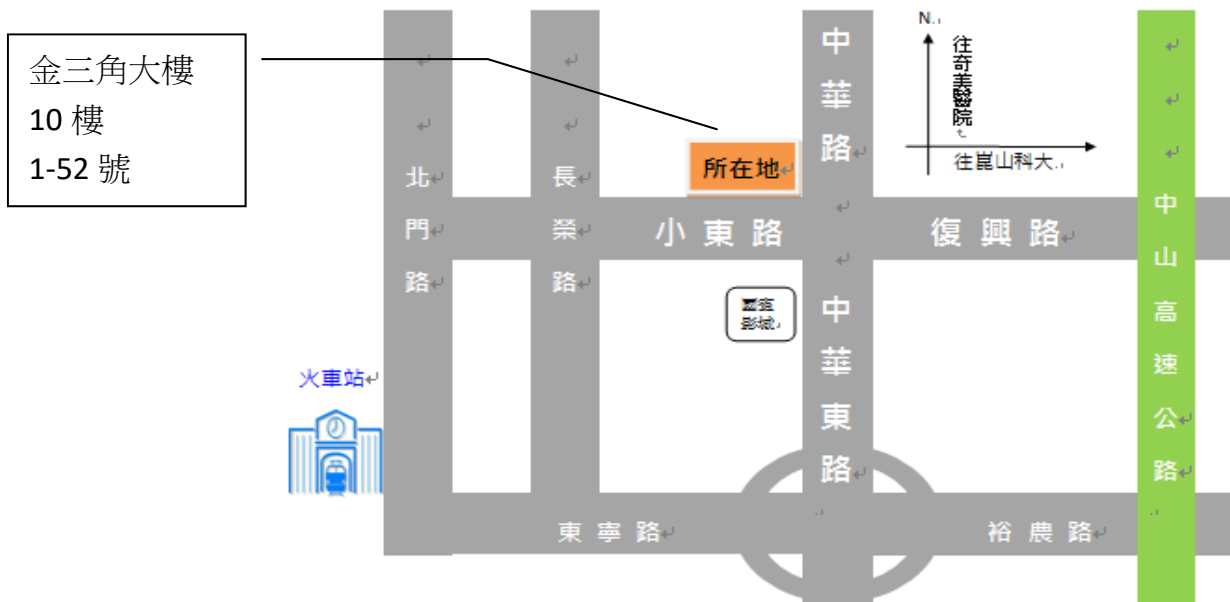 金三角大樓
10 樓
1-52 號
北門路
長榮路
中華路
N
往奇美醫院
往崑山科大
所在地
小東路
復興路
中山高速公路
影城
中華東路
火車站
東寧路
裕農路